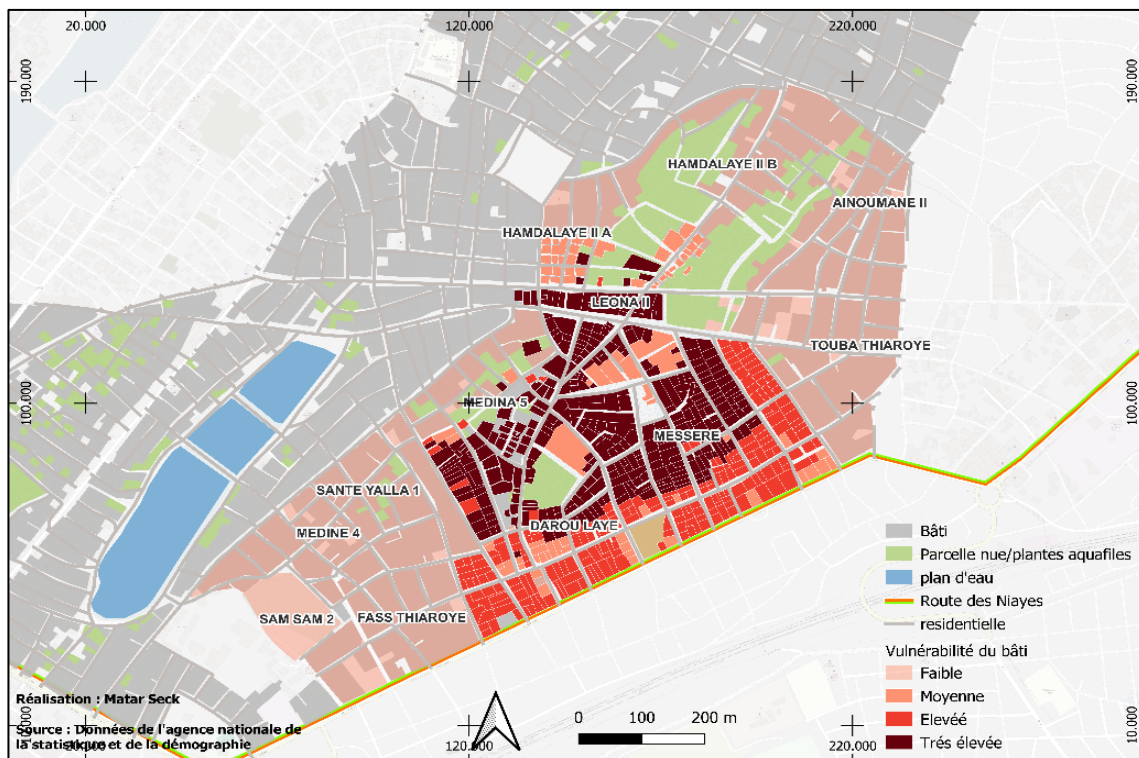 20.000
120.000
220.000
190.000
190.000
HAMDALAYE II B
AINOUMANE II
HAMDALAYE II A
LEONA II
TOUBA THIAROYE
100.000
100.000
MEDINA 5
MESSERE
SANTE YALLA 1
DAROU LAYE
MEDINE 4
SAM SAM 2
FASS THIAROYE
Bâti
Parcelle nue/plantes aquafiles
plan d'eau
Route des Niayes
residentielle
Vulnérabilité du bâti
Faible
Moyenne
Elevéé
Trés élevée
Réalisation : Matar Seck
Source : Données de l'agence nationale de
la statistique et de la démographie
0 100 200 m
120.000
220.000
10.000